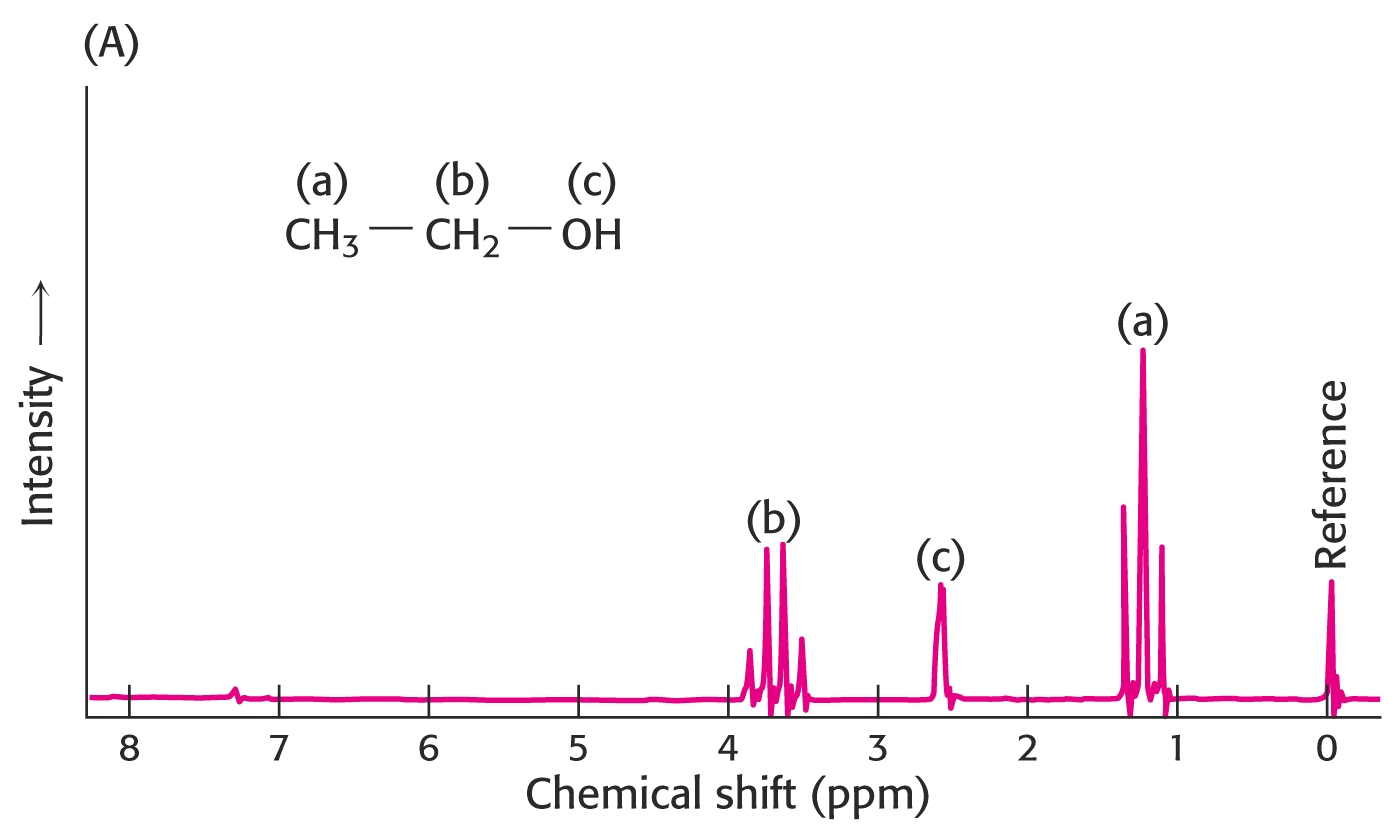 (A)
(a) (b) (c)
CH₃ — CH₂ — OH
Intensity →
(a)
(b)
(c)
Reference
8 7 6 5 4 3 2 1 0
Chemical shift (ppm)